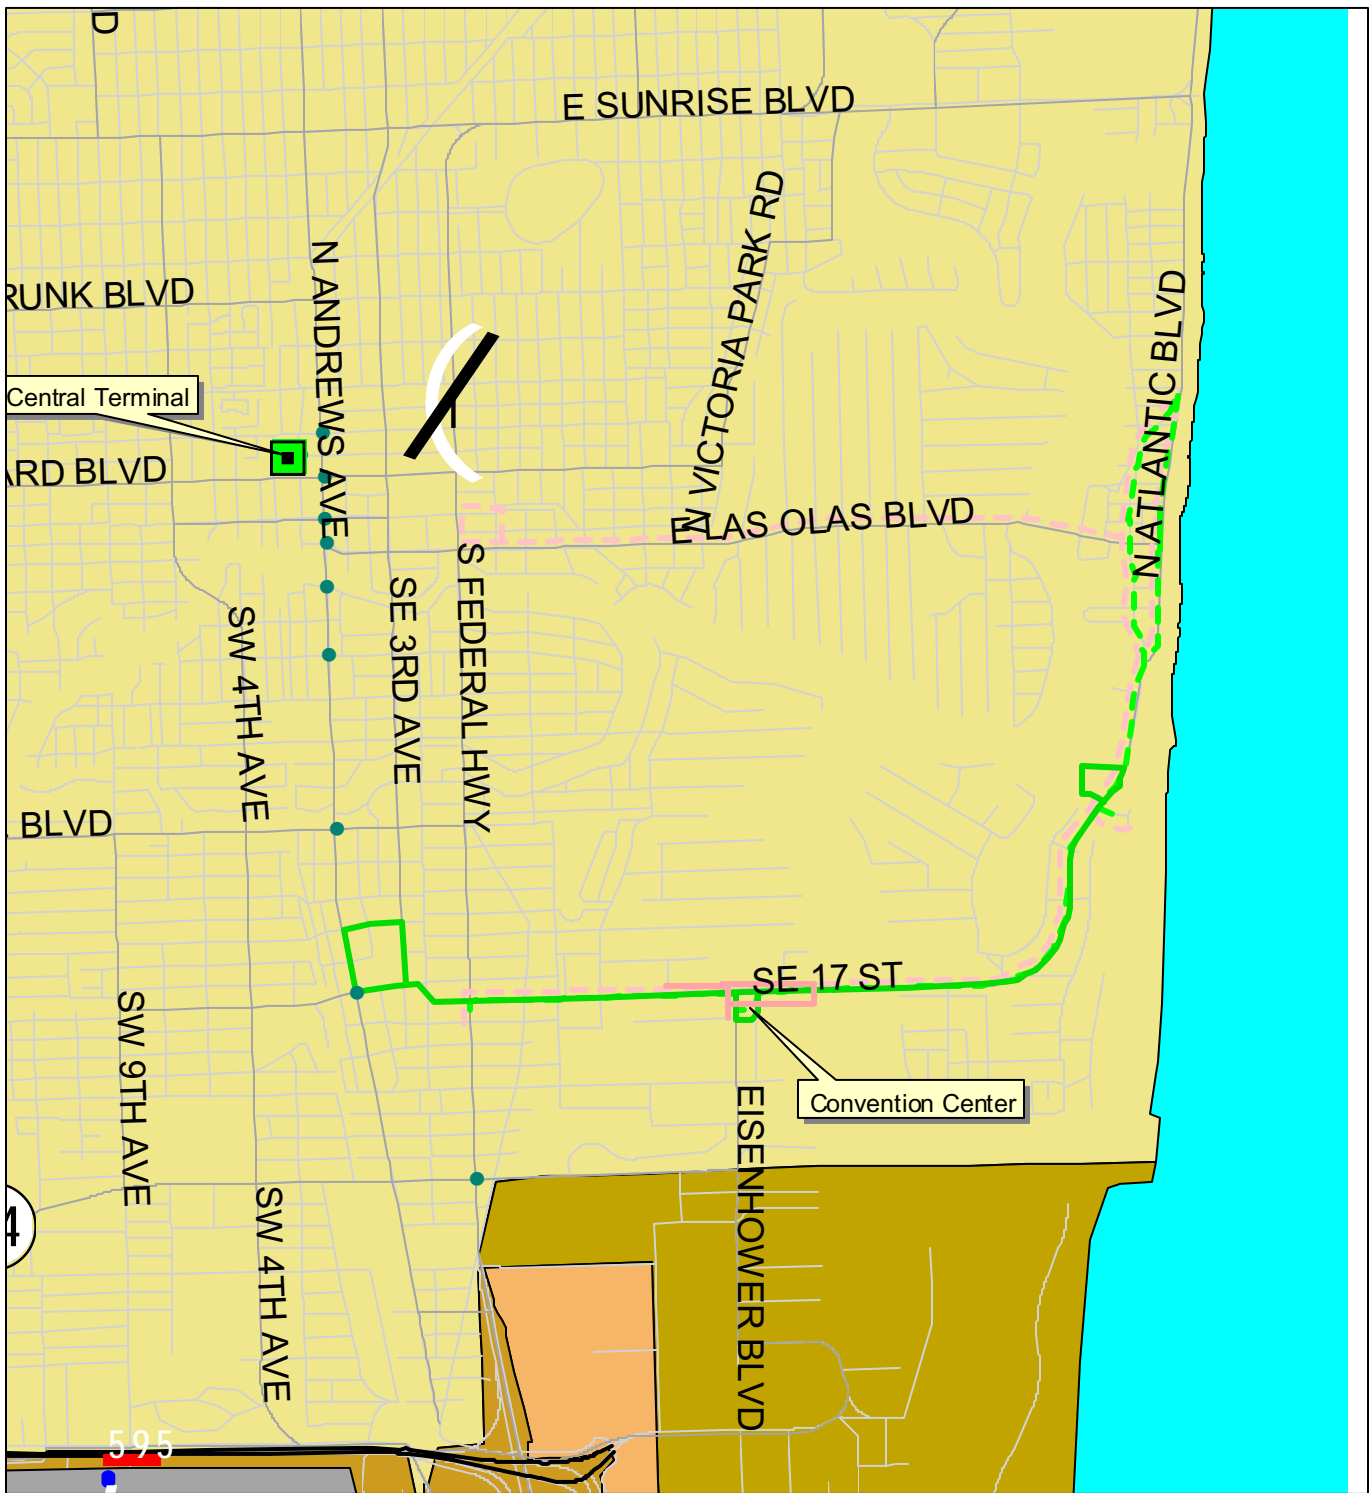 D
E SUNRISE BLVD
N VICTORIA PARK RD
N ANDREWS AVE
RUNK BLVD
N ATLANTIC BLVD
Central Terminal
1
ARD BLVD
E LAS OLAS BLVD
S FEDERAL HWY
SE 3RD AVE
SW 4TH AVE
BLVD
SE 17 ST
SW 9TH AVE
Convention Center
EISENHOWER BLVD
SW 4TH AVE
4
595